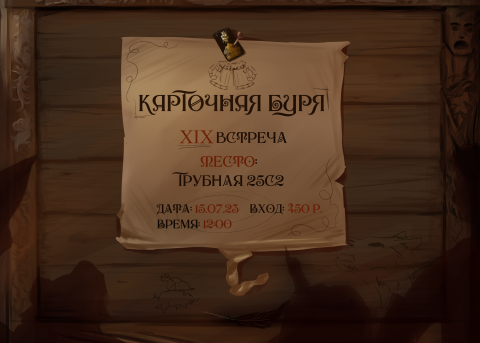 КАРТОЧНАЯ БУРЯ
XIX ВСТРЕЧА
МЕСТО:
ТРУБНАЯ 25С2
ДАТА: 15.07.23 ВХОД: 450 Р.
ВРЕМЯ: 12:00